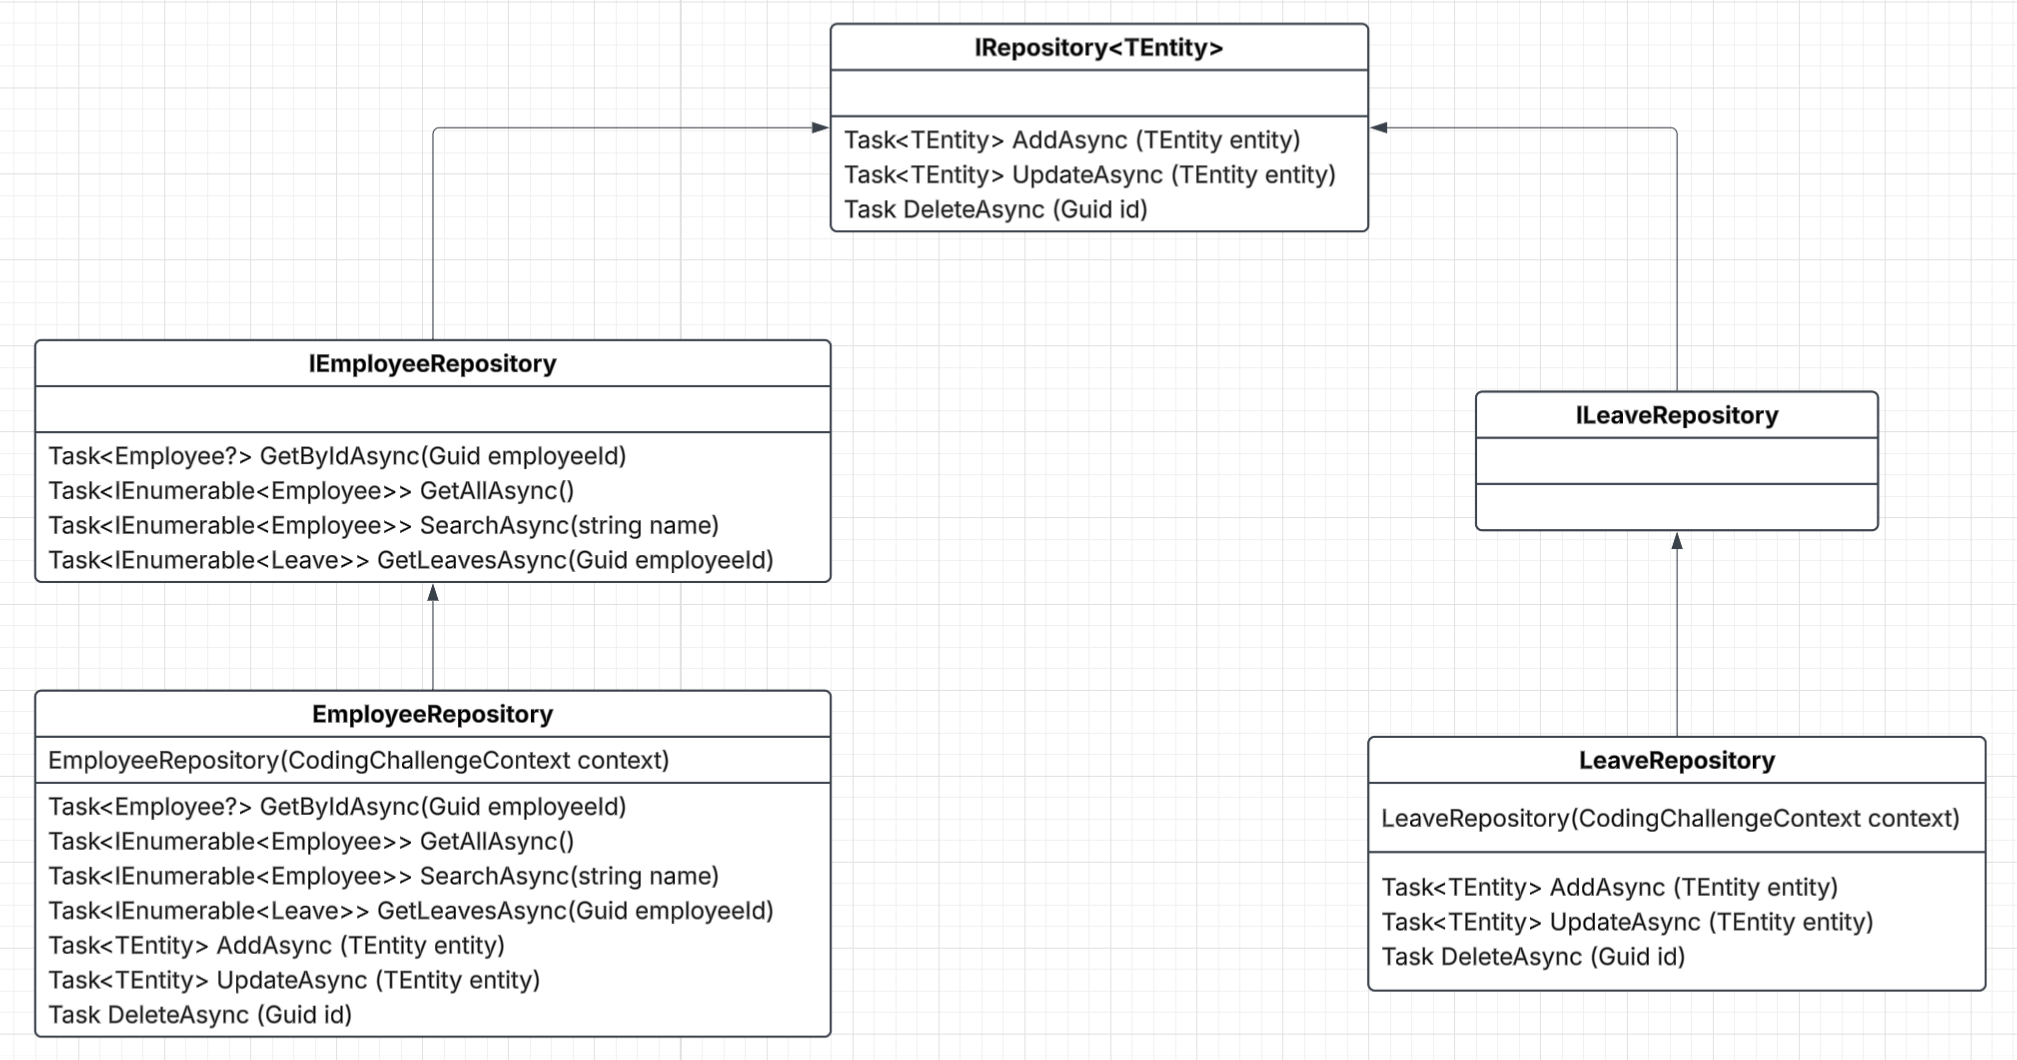 IRepository<TEntity>
Task<TEntity> AddAsync (TEntity entity)
Task<TEntity> UpdateAsync (TEntity entity)
Task DeleteAsync (Guid id)
IEmployeeRepository
Task<Employee?> GetByIdAsync(Guid employeeId)
Task<IEnumerable<Employee>> GetAllAsync()
Task<IEnumerable<Employee>> SearchAsync(string name)
Task<IEnumerable<Leave>> GetLeavesAsync(Guid employeeId)
ILeaveRepository
EmployeeRepository
EmployeeRepository(CodingChallengeContext context)
Task<Employee?> GetByIdAsync(Guid employeeId)
Task<IEnumerable<Employee>> GetAllAsync()
Task<IEnumerable<Employee>> SearchAsync(string name)
Task<IEnumerable<Leave>> GetLeavesAsync(Guid employeeId)
Task<TEntity> AddAsync (TEntity entity)
Task<TEntity> UpdateAsync (TEntity entity)
Task DeleteAsync (Guid id)
LeaveRepository
LeaveRepository(CodingChallengeContext context)
Task<TEntity> AddAsync (TEntity entity)
Task<TEntity> UpdateAsync (TEntity entity)
Task DeleteAsync (Guid id)